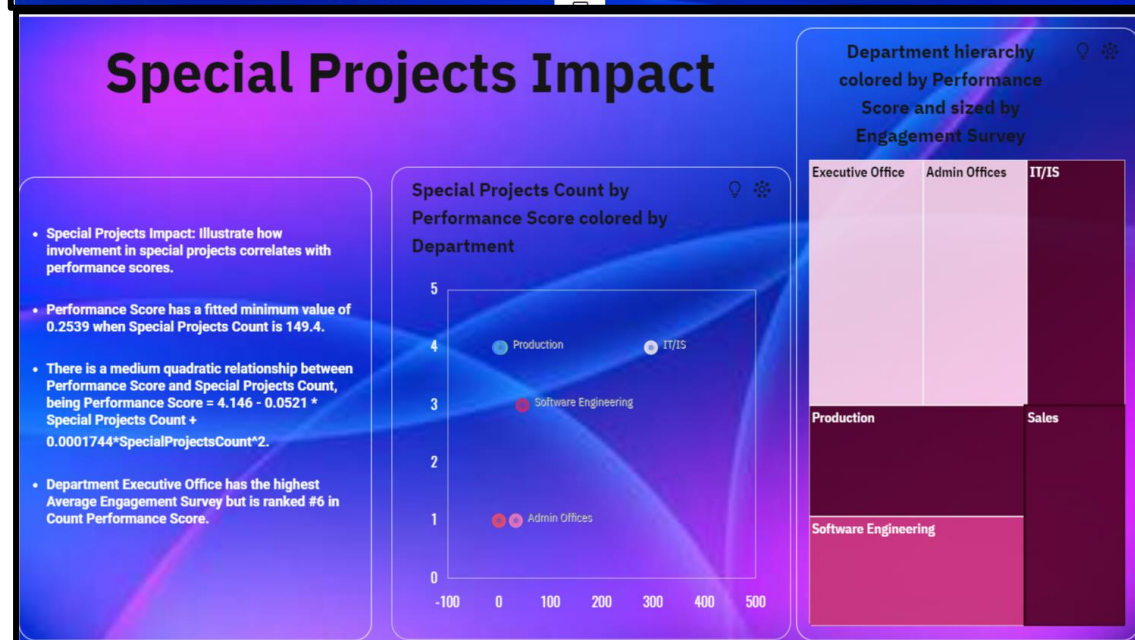 Special Projects Impact
• Special Projects Impact: Illustrate how
involvement in special projects correlates with
performance scores.
• Performance Score has a fitted minimum value of
0.2539 when Special Projects Count is 149.4.
• There is a medium quadratic relationship between
Performance Score and Special Projects Count,
being Performance Score = 4.146 - 0.0521 *
Special Projects Count +
0.0001744*SpecialProjectsCount^2.
• Department Executive Office has the highest
Average Engagement Survey but is ranked #6 in
Count Performance Score.
Special Projects Count by
Performance Score colored by
Department
5
4
3
2
1
0
Production
IT/IS
Software Engineering
Admin Offices
-100 0 100 200 300 400 500
Department hierarchy
colored by Performance
Score and sized by
Engagement Survey
Executive Office
Admin Offices
IT/IS
Production
Sales
Software Engineering